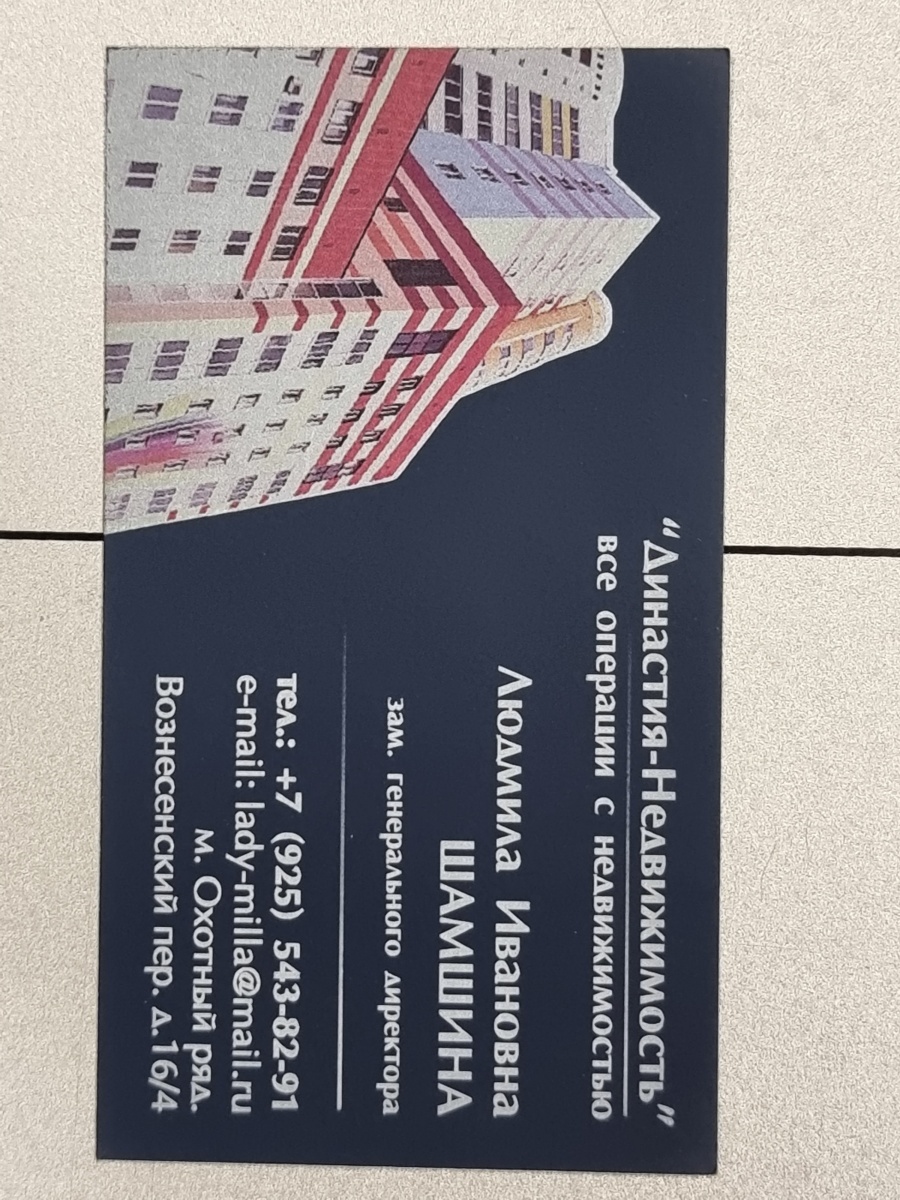 "Династия-Недвижимость"
все операции с недвижимостью
Людмила Ивановна
ШАМШИНА
зам. генерального директора
тел.: +7 (925) 543-82-91
e-mail: lady-milla@mail.ru
м. Охотный ряд.
Вознесенский пер. д.16/4